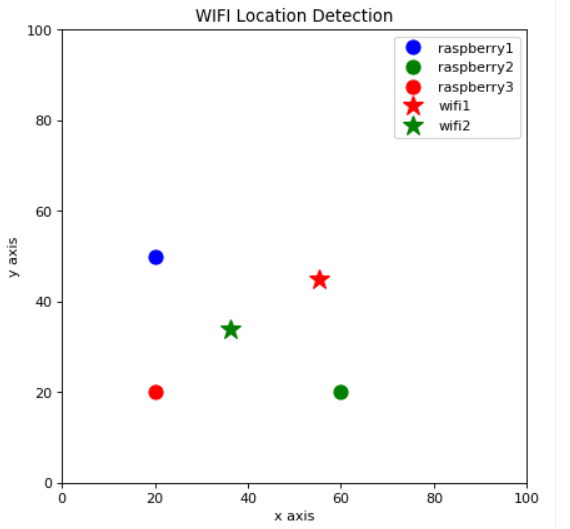 WIFI Location Detection
raspberry1
raspberry2
raspberry3
wifi1
wifi2
100
80
60
40
20
0
y axis
0 20 40 60 80 100
x axis